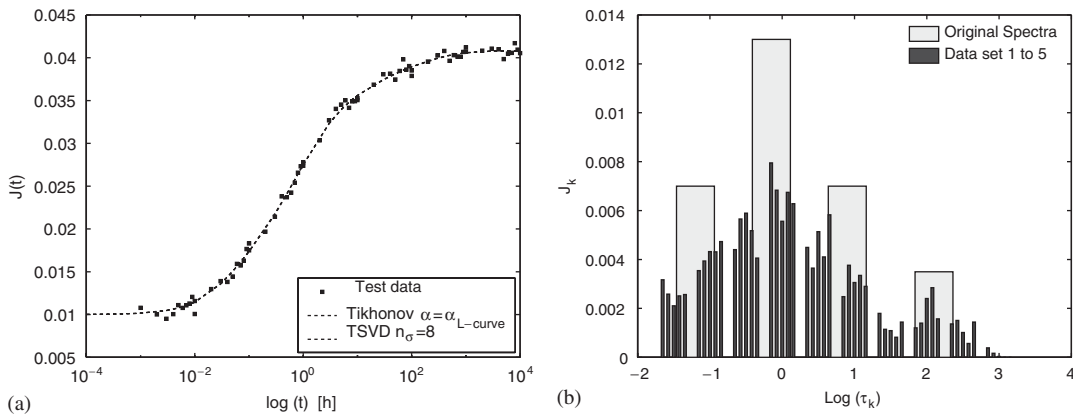 0.045
0.04
0.035
0.03
0.025
0.02
0.015
0.01
0.005
J(t)
Test data
Tikhonov α=α_{L−curve}
TSVD n_σ=8
10^{−4} 10^{−2} 10^0 10^2 10^4
log (t) [h]
(a)
0.014
0.012
0.01
0.008
0.006
0.004
0.002
0
J_k
Original Spectra
Data set 1 to 5
−2 −1 0 1 2 3 4
Log (τ_k)
(b)